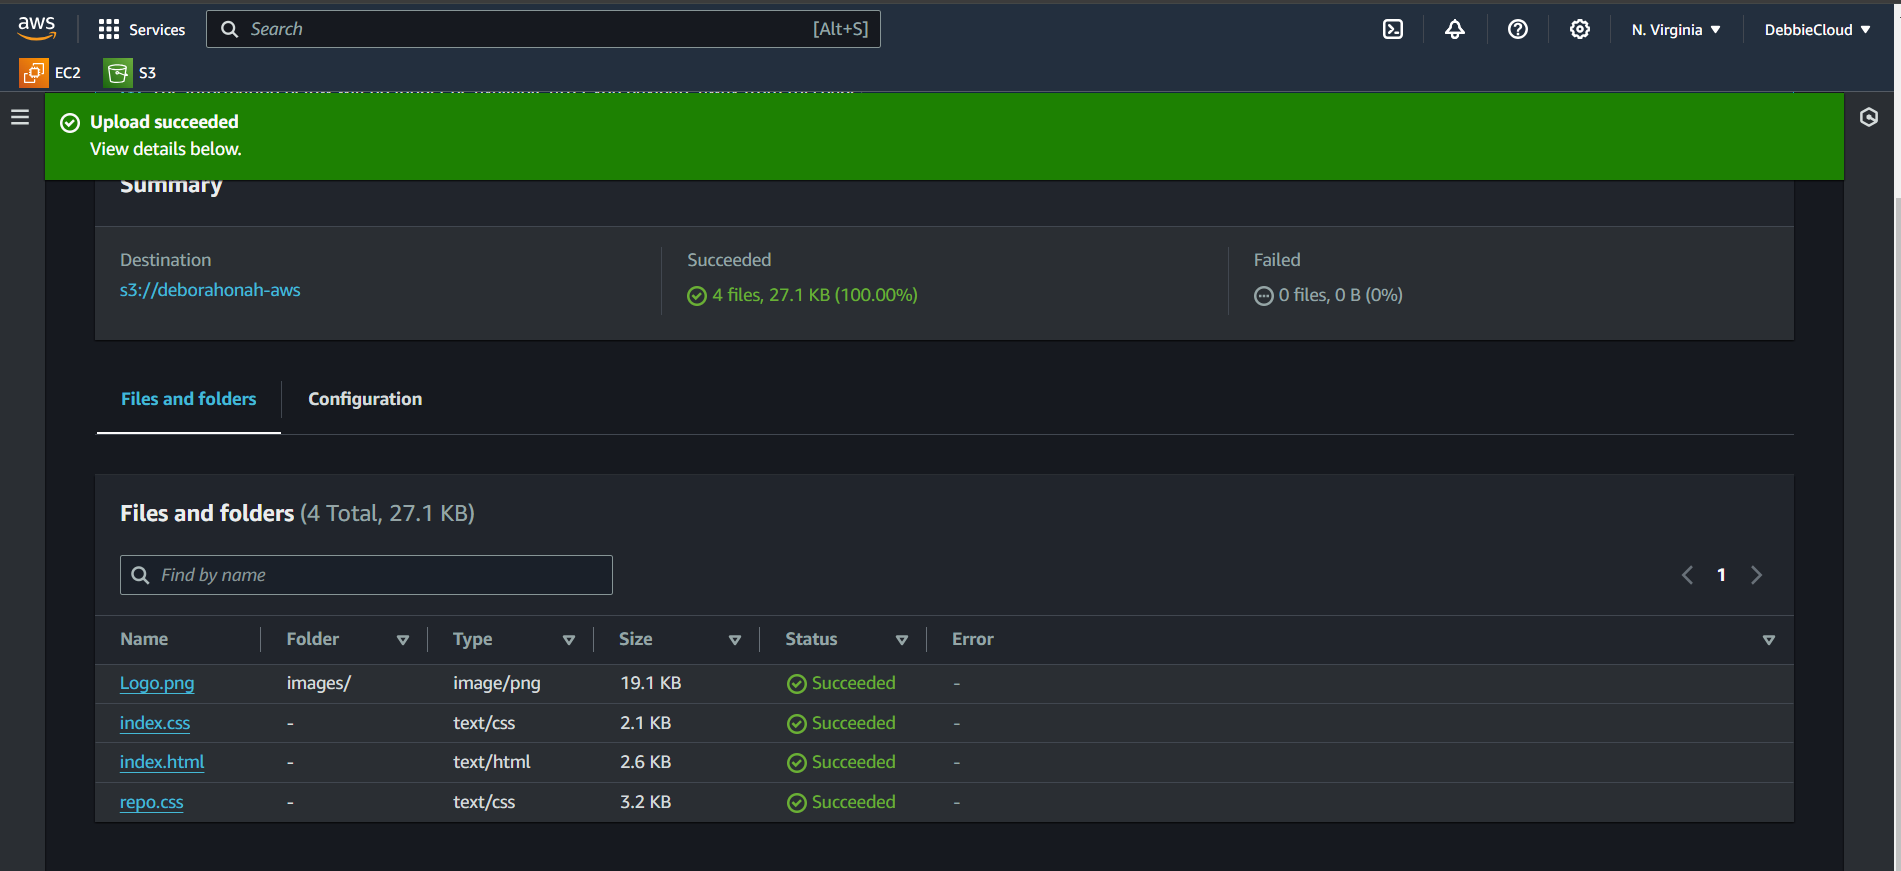 aws
Services
Search
[Alt+S]
N. Virginia
DebbieCloud
EC2
S3
Upload succeeded
View details below.
Summary
Destination
Succeeded
Failed
s3://deborahonah-aws
4 files, 27.1 KB (100.00%)
0 files, 0 B (0%)
Files and folders
Configuration
Files and folders (4 Total, 27.1 KB)
Find by name
1
Name Folder Type Size Status Error
Logo.png images/ image/png 19.1 KB Succeeded -
index.css - text/css 2.1 KB Succeeded -
index.html - text/html 2.6 KB Succeeded -
repo.css - text/css 3.2 KB Succeeded -